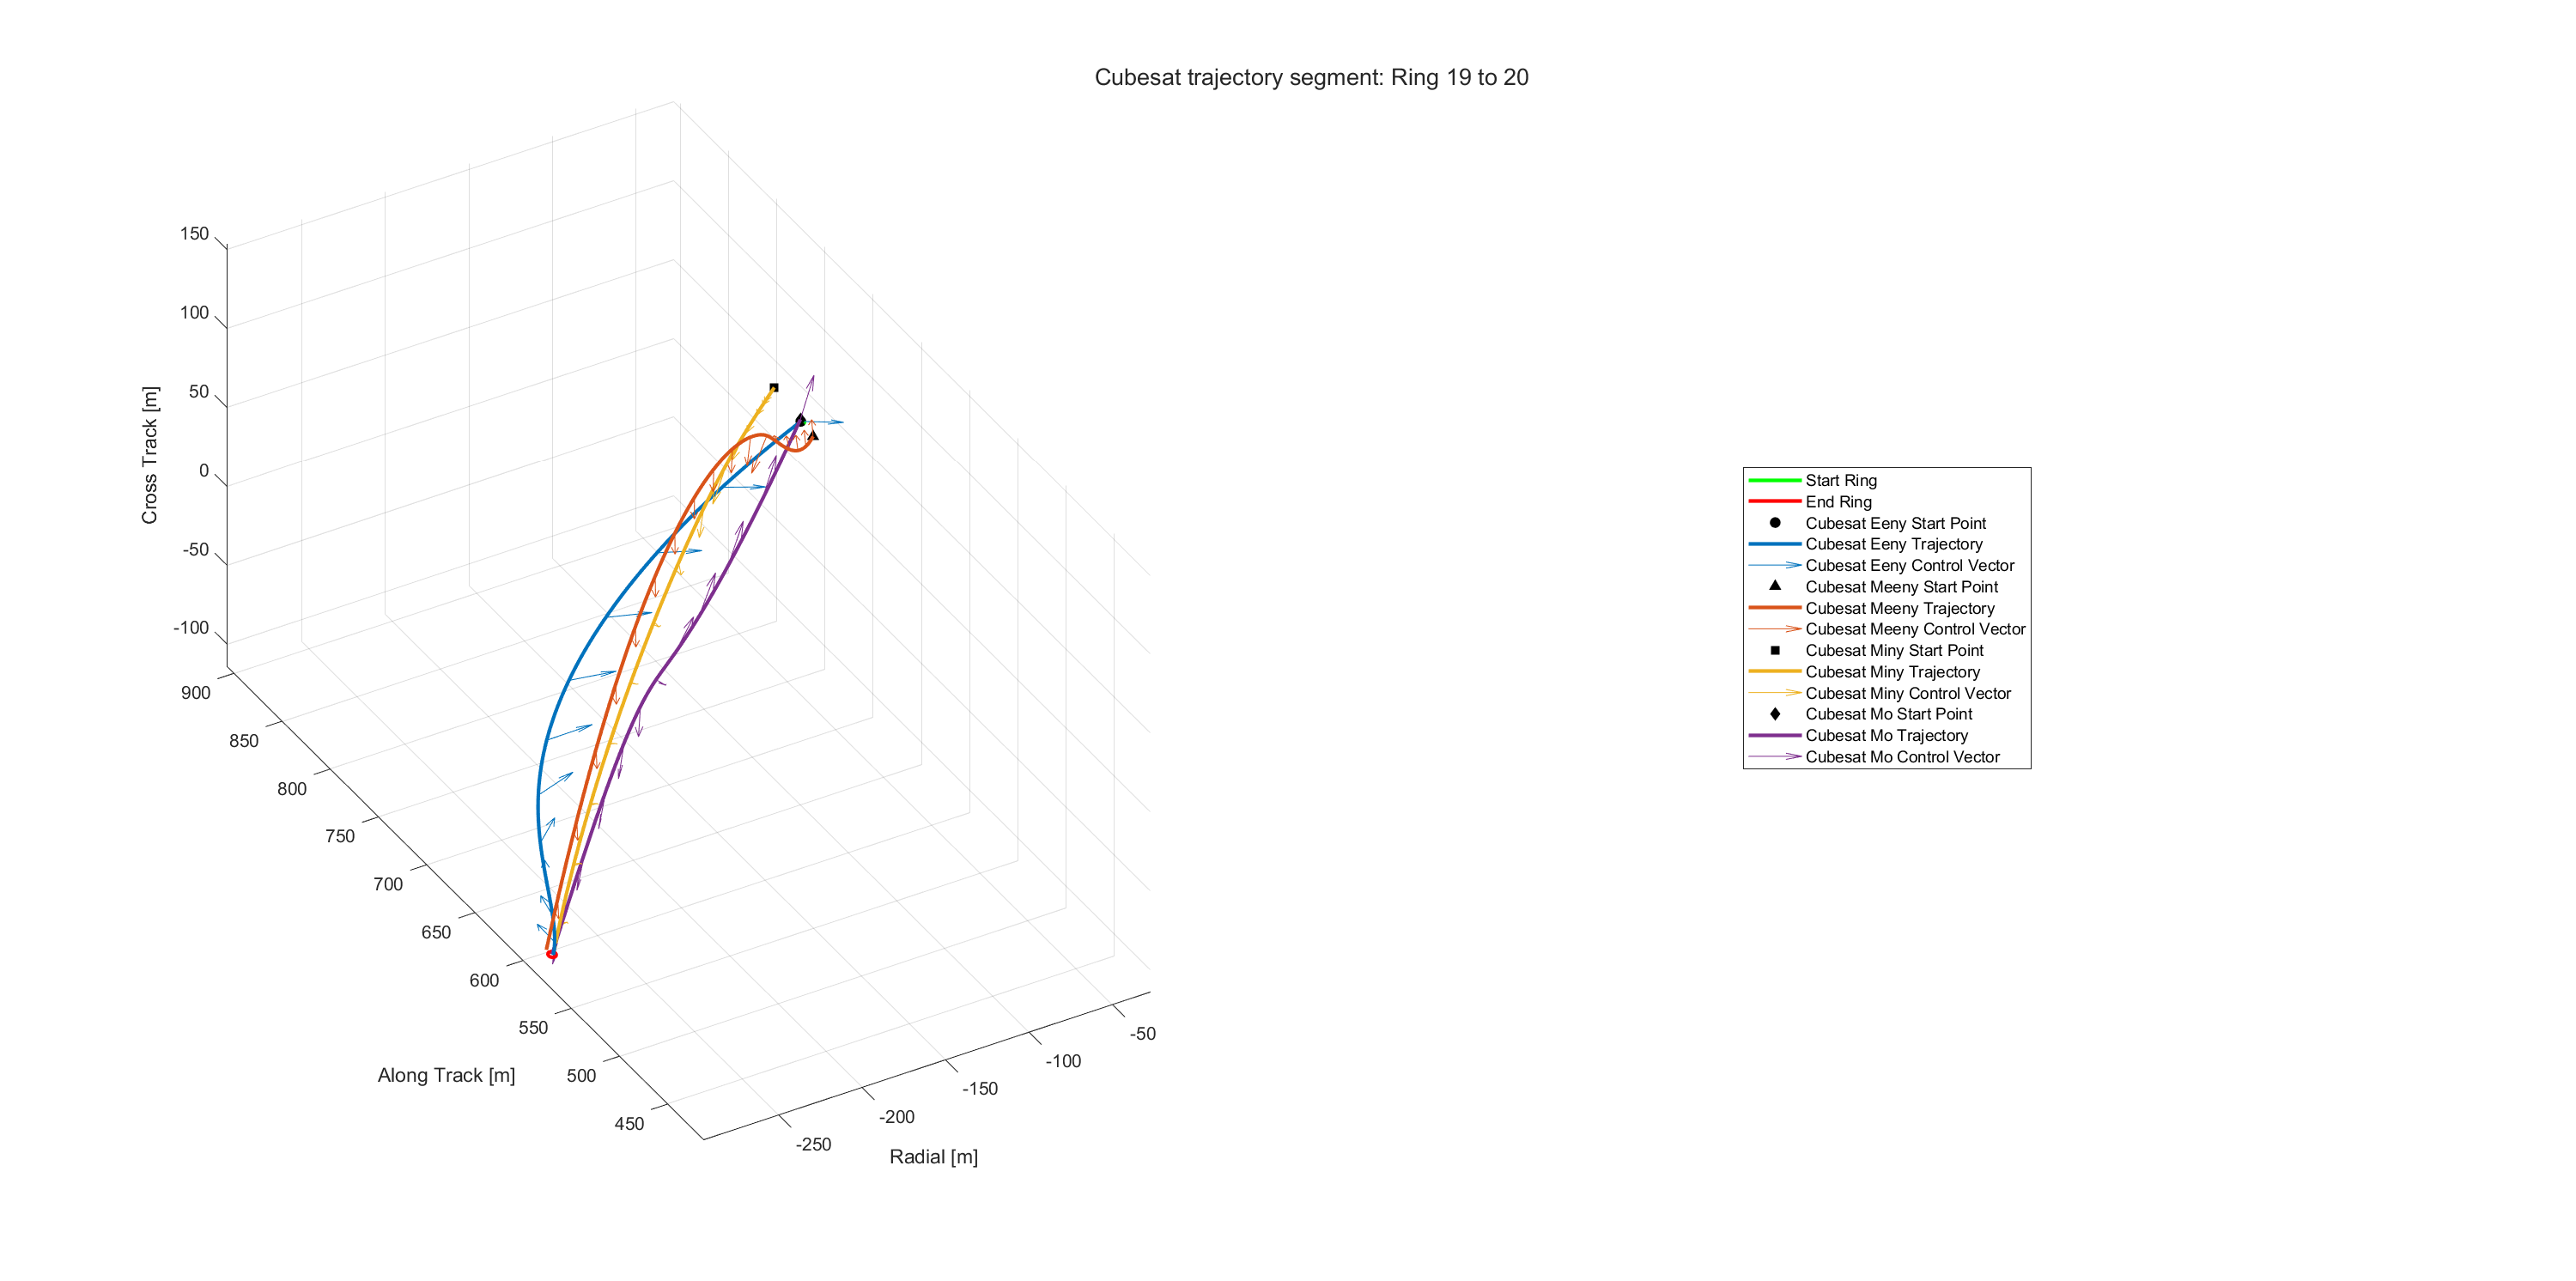 Cubesat trajectory segment: Ring 19 to 20
150
100
50
0
-50
-100
Cross Track [m]
900
850
800
750
700
650
600
550
500
450
Along Track [m]
-250
-200
-150
-100
-50
Radial [m]
Start Ring
End Ring
Cubesat Eeny Start Point
Cubesat Eeny Trajectory
Cubesat Eeny Control Vector
Cubesat Meeny Start Point
Cubesat Meeny Trajectory
Cubesat Meeny Control Vector
Cubesat Miny Start Point
Cubesat Miny Trajectory
Cubesat Miny Control Vector
Cubesat Mo Start Point
Cubesat Mo Trajectory
Cubesat Mo Control Vector